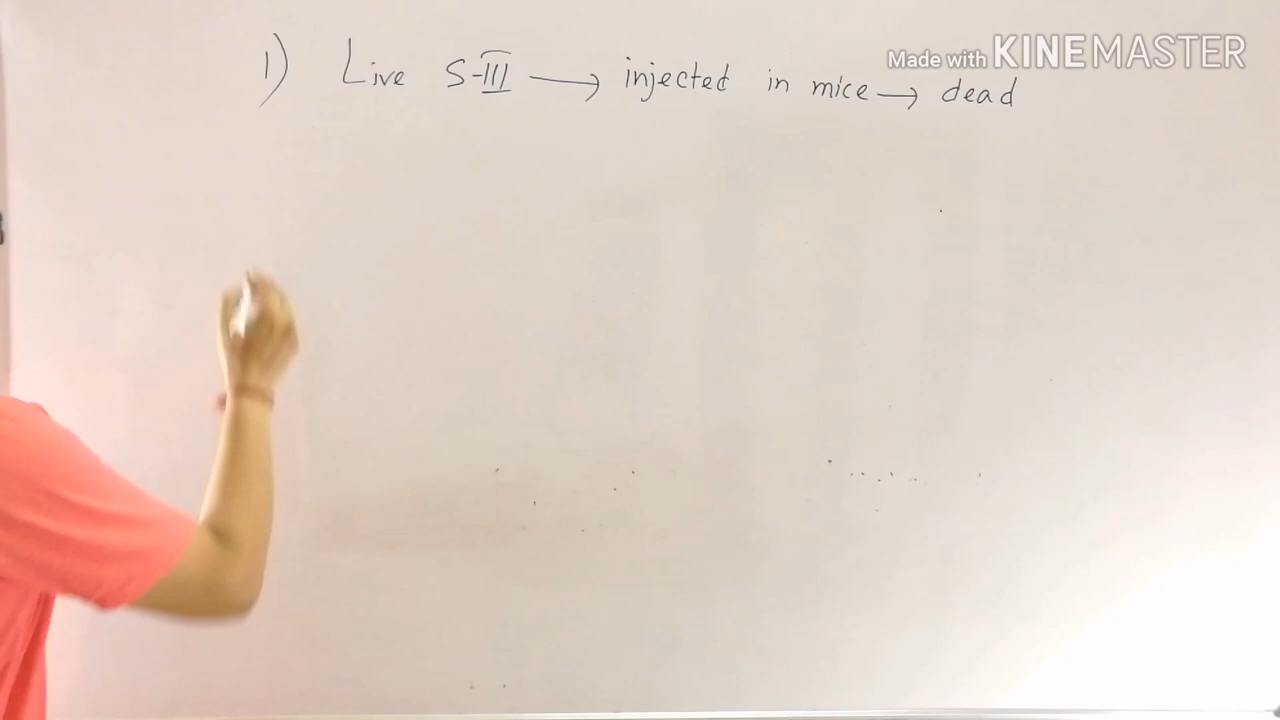 Made with KINEMASTER
1) Live S-III → injected in mice → dead